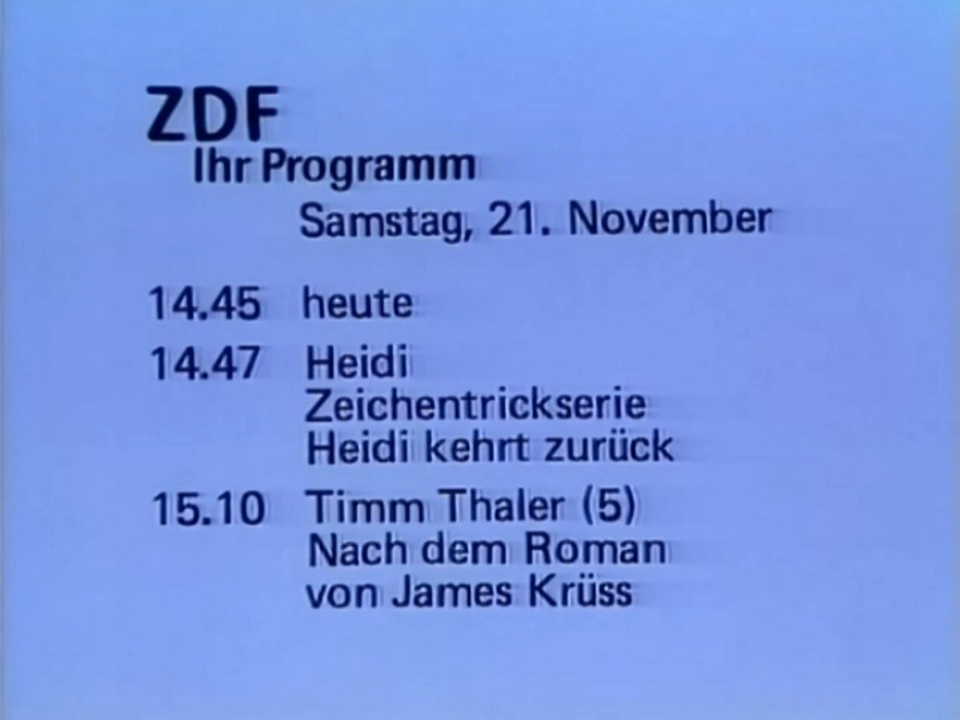 ZDF
Ihr Programm
Samstag, 21. November
14.45 heute
14.47 Heidi
Zeichentrickserie
Heidi kehrt zurück
15.10 Timm Thaler (5)
Nach dem Roman
von James Krüss